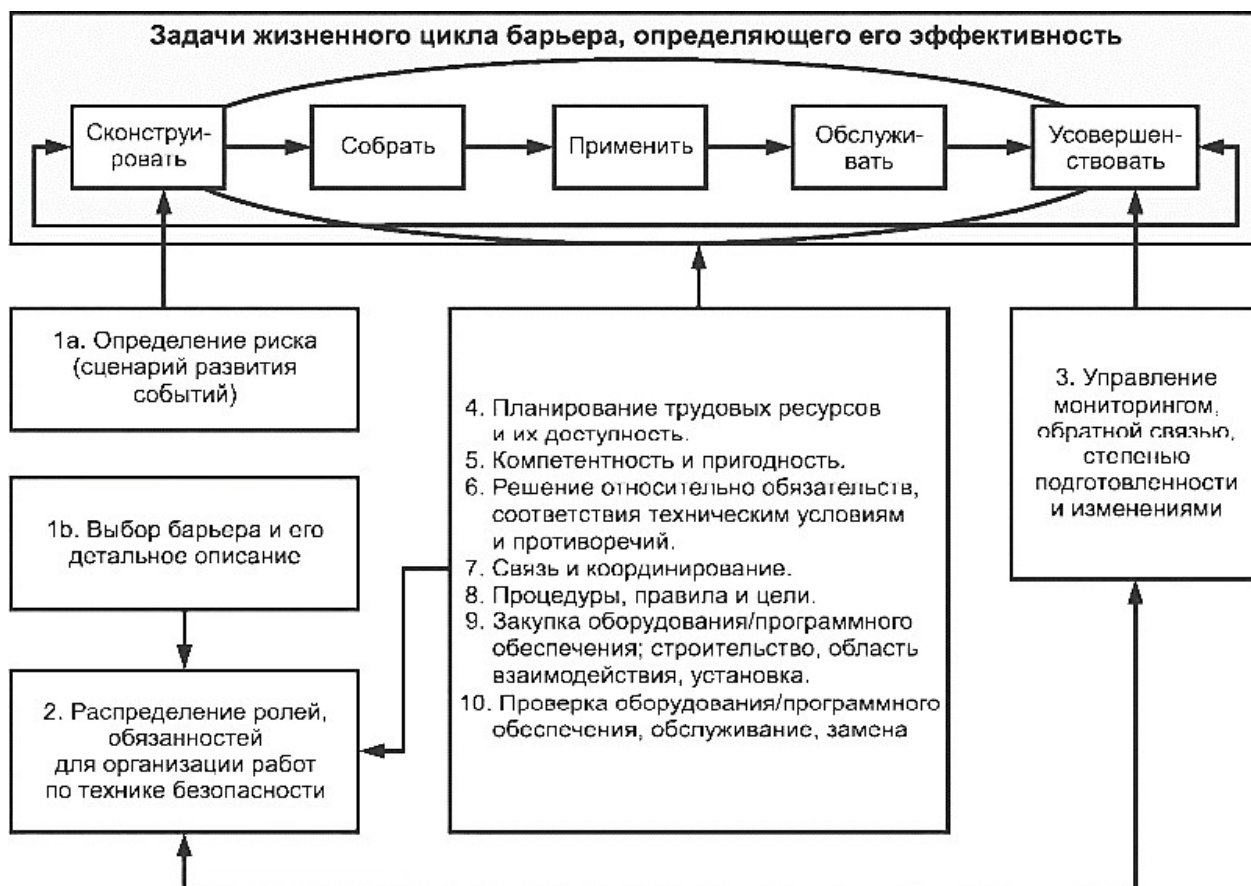 Задачи жизненного цикла барьера, определяющего его эффективность
Сконструи-
ровать
Собрать
Применить
Обслужи-
вать
Усовершен-
ствовать
1a. Определение риска
(сценарий развития
событий)
1b. Выбор барьера и его
детальное описание
2. Распределение ролей,
обязанностей
для организации работ
по технике безопасности
4. Планирование трудовых ресурсов
и их доступность.
5. Компетентность и пригодность.
6. Решение относительно обязательств,
соответствия техническим условиям
и противоречий.
7. Связь и координирование.
8. Процедуры, правила и цели.
9. Закупка оборудования/программного
обеспечения; строительство, область
взаимодействия, установка.
10. Проверка оборудования/программного
обеспечения, обслуживание, замена
3. Управление
мониторингом,
обратной связью,
степенью
подготовленности
и изменениями